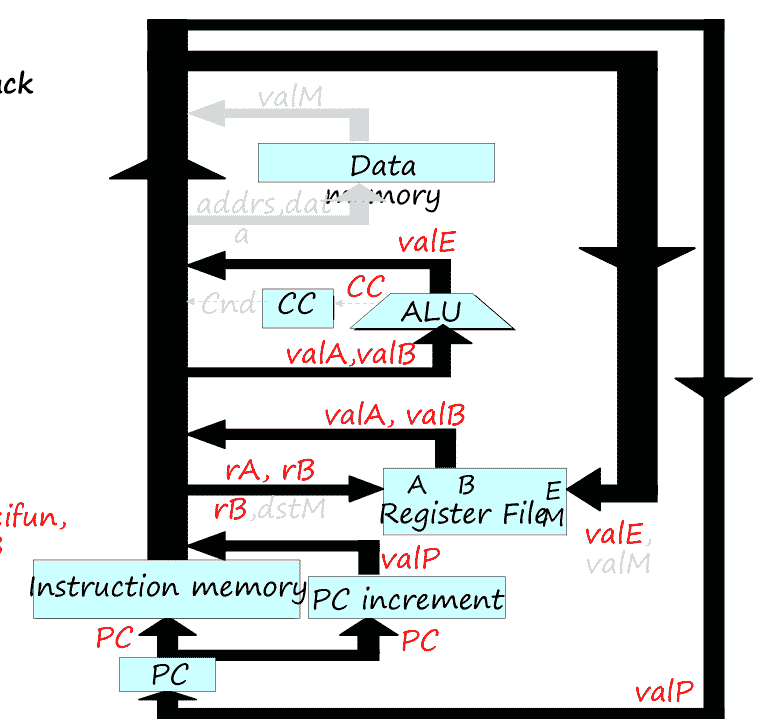 valM
Data
memory
addrs,dat
a
valE
CC
Cnd
CC
ALU
valA,valB
valA, valB
rA, rB
A B E
Register File M
rB,dstM
valE,
valM
ifun,
valP
Instruction memory
PC increment
PC
PC
PC
valP